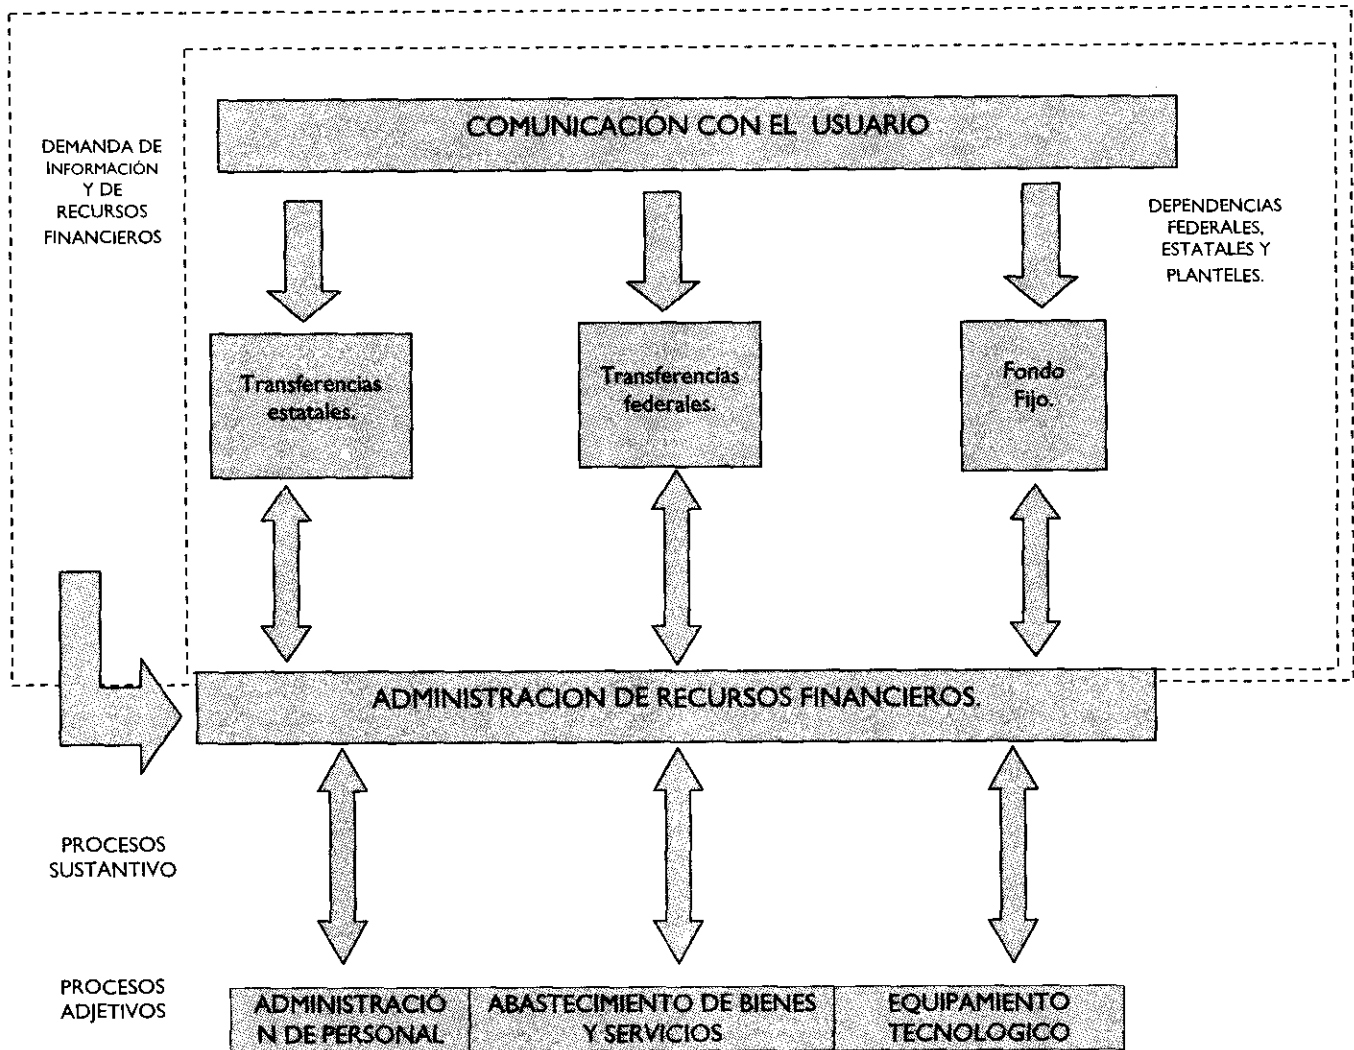 COMUNICACIÓN CON EL USUARIO
DEMANDA DE
INFORMACIÓN
Y DE
RECURSOS
FINANCIEROS
DEPENDENCIAS
FEDERALES,
ESTATALES Y
PLANTELES.
Transferencias
estatales.
Transferencias
federales.
Fondo
Fijo.
ADMINISTRACION DE RECURSOS FINANCIEROS.
PROCESOS
SUSTANTIVO
PROCESOS
ADJETIVOS
ADMINISTRACIÓ
N DE PERSONAL
ABASTECIMIENTO DE BIENES
Y SERVICIOS
EQUIPAMIENTO
TECNOLOGICO